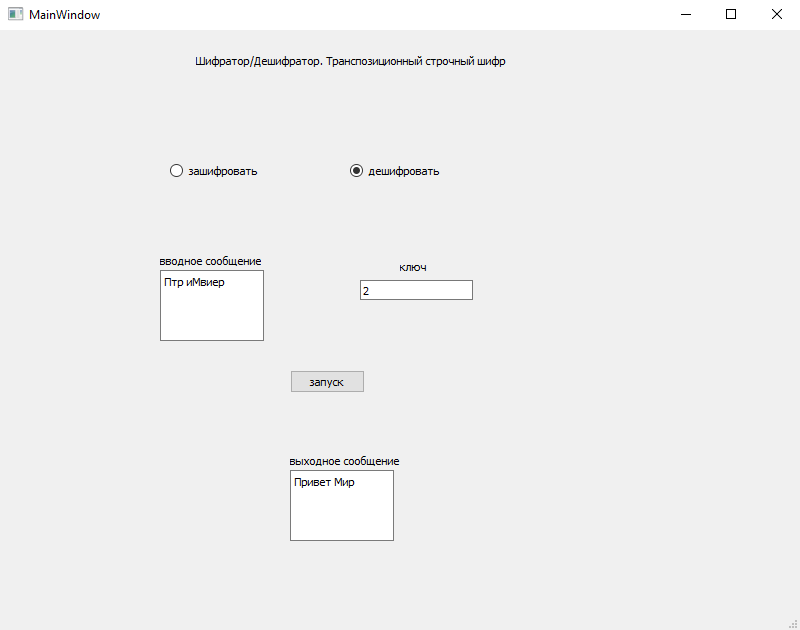 MainWindow
Шифратор/Дешифратор. Транспозиционный строчный шифр
зашифровать
дешифровать
вводное сообщение
ключ
Птр иМвиер
2
запуск
выходное сообщение
Привет Мир